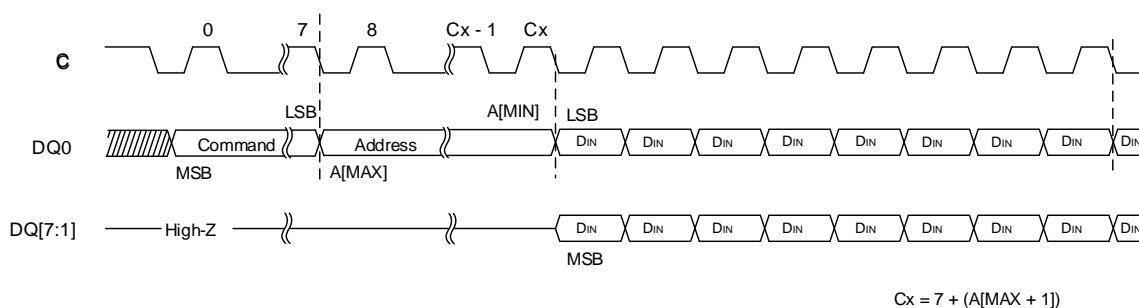 0 7 8 Cx - 1 Cx
C
LSB A[MIN] LSB
DQ0 Command Address DIN DIN DIN DIN DIN DIN DIN DIN DIN
MSB A[MAX]
DQ[7:1] High-Z DIN DIN DIN DIN DIN DIN DIN DIN DIN
MSB
Cx = 7 + (A[MAX + 1])